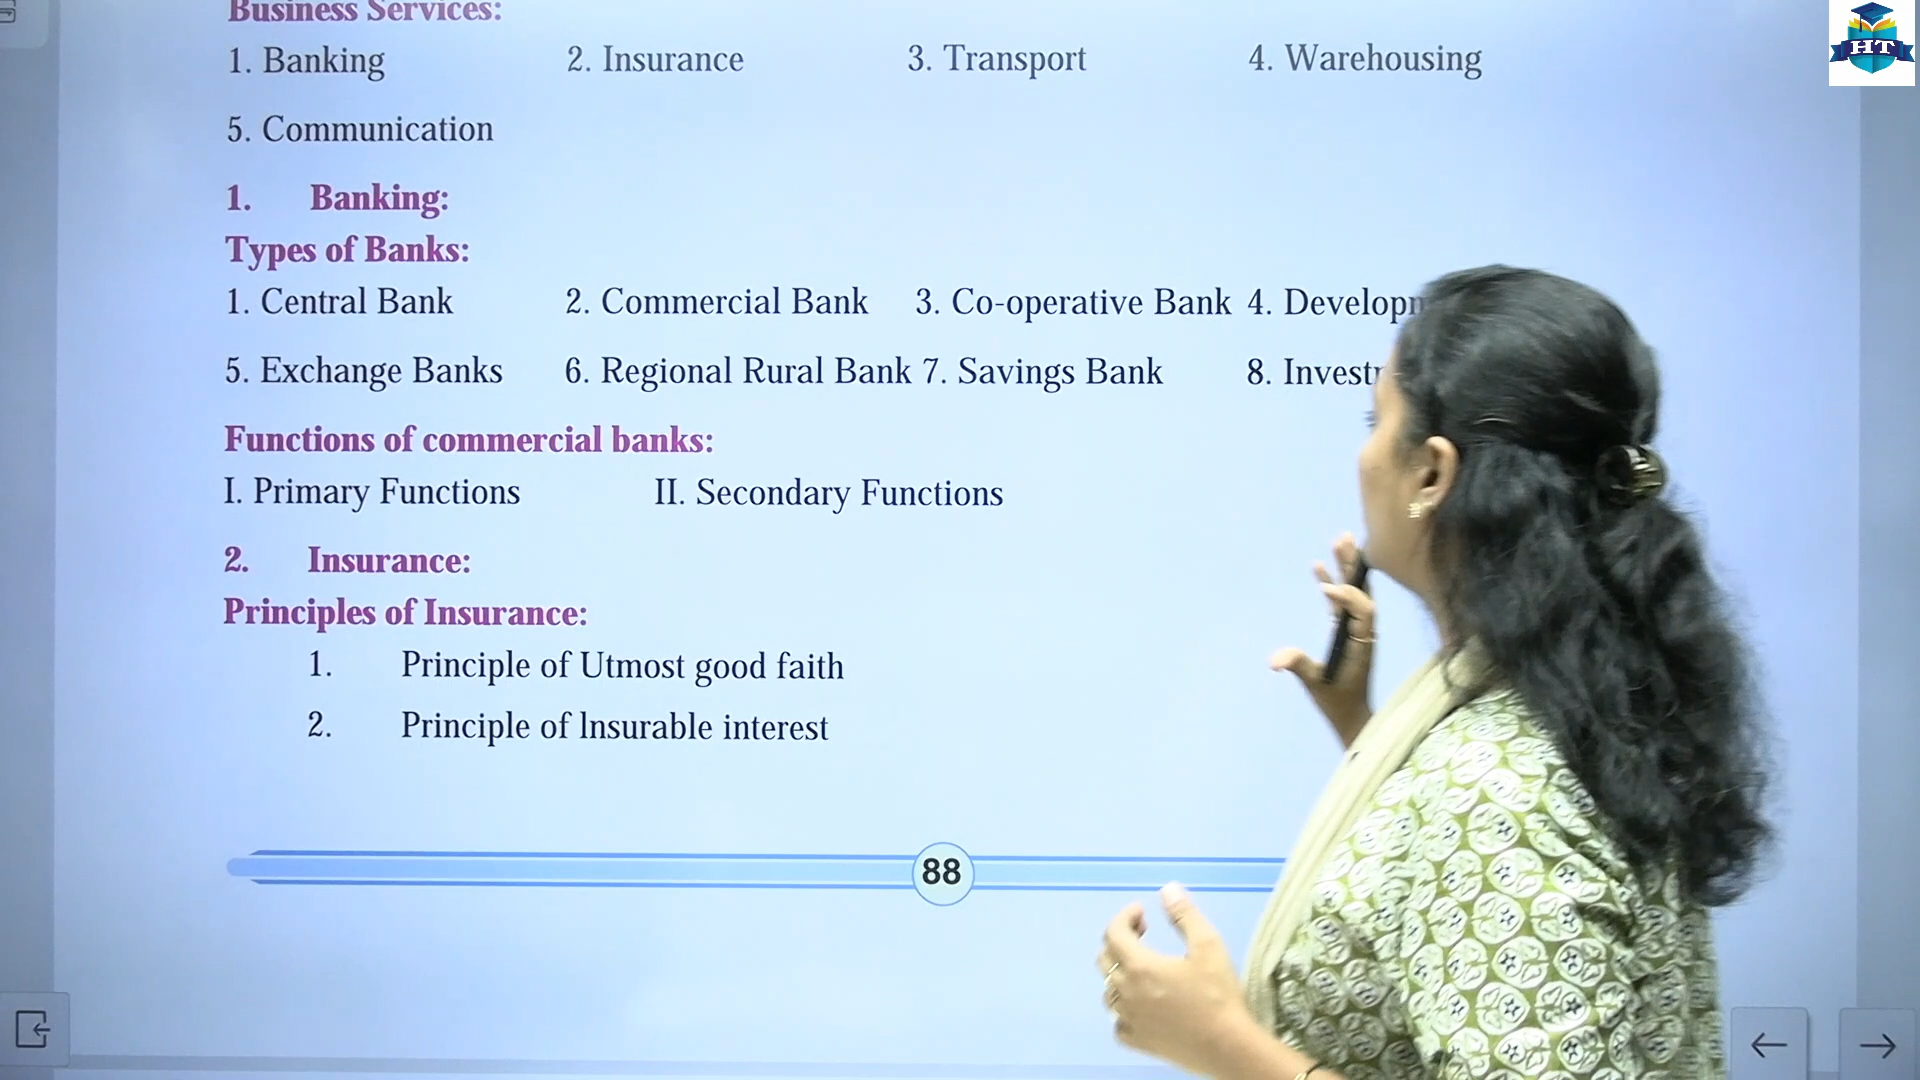 Business Services:
1. Banking 2. Insurance 3. Transport 4. Warehousing
5. Communication
1. Banking:
Types of Banks:
1. Central Bank 2. Commercial Bank 3. Co-operative Bank 4.
5. Exchange Banks 6. Regional Rural Bank 7. Savings Bank 8.
Functions of commercial banks:
I. Primary Functions II. Secondary Functions
2. Insurance:
Principles of Insurance:
1. Principle of Utmost good faith
2. Principle of lnsurable interest
88
HT